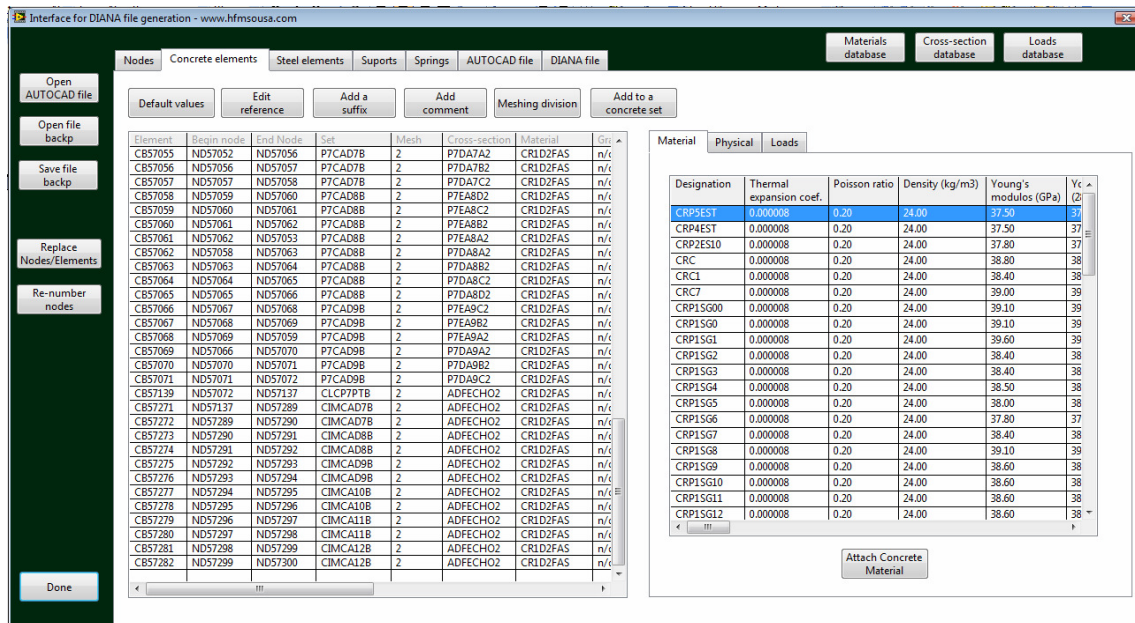 Interface for DIANA file generation - www.hfmsousa.com
Materials database
Cross-section database
Loads database
Nodes Concrete elements Steel elements Suports Springs AUTOCAD file DIANA file
Open AUTOCAD file
Open file backp
Save file backp
Replace Nodes/Elements
Re-number nodes
Done
Default values
Edit reference
Add a suffix
Add comment
Meshing division
Add to a concrete set
Element Begin node End Node Set Mesh Cross-section Material
CB57055 ND57052 ND57056 P7CAD7B 2 P7DA7A2 CR1D2FAS n/
CB57056 ND57056 ND57057 P7CAD7B 2 P7DA7B2 CR1D2FAS n/
CB57057 ND57057 ND57058 P7CAD7B 2 P7DA7C2 CR1D2FAS n/
CB57058 ND57059 ND57060 P7CAD8B 2 P7EA8D2 CR1D2FAS n/
CB57059 ND57060 ND57061 P7CAD8B 2 P7EA8C2 CR1D2FAS n/
CB57060 ND57061 ND57062 P7CAD8B 2 P7EA8B2 CR1D2FAS n/
CB57061 ND57062 ND57053 P7CAD8B 2 P7EA8A2 CR1D2FAS n/
CB57062 ND57058 ND57063 P7CAD8B 2 P7DA8A2 CR1D2FAS n/
CB57063 ND57063 ND57064 P7CAD8B 2 P7DA8B2 CR1D2FAS n/
CB57064 ND57064 ND57065 P7CAD8B 2 P7DA8C2 CR1D2FAS n/
CB57065 ND57065 ND57066 P7CAD8B 2 P7DA8D2 CR1D2FAS n/
CB57066 ND57067 ND57068 P7CAD9B 2 P7EA9C2 CR1D2FAS n/
CB57067 ND57068 ND57069 P7CAD9B 2 P7EA9B2 CR1D2FAS n/
CB57068 ND57069 ND57059 P7CAD9B 2 P7EA9A2 CR1D2FAS n/
CB57069 ND57066 ND57070 P7CAD9B 2 P7DA9A2 CR1D2FAS n/
CB57070 ND57070 ND57071 P7CAD9B 2 P7DA9B2 CR1D2FAS n/
CB57071 ND57071 ND57072 P7CAD9B 2 P7DA9C2 CR1D2FAS n/
CB57139 ND57072 ND57137 CLCP7PTB 2 ADFECHO2 CR1D2FAS n/
CB57271 ND57137 ND57289 CIMCAD7B 2 ADFECHO2 CR1D2FAS n/
CB57272 ND57289 ND57290 CIMCAD7B 2 ADFECHO2 CR1D2FAS n/
CB57273 ND57290 ND57291 CIMCAD8B 2 ADFECHO2 CR1D2FAS n/
CB57274 ND57291 ND57292 CIMCAD8B 2 ADFECHO2 CR1D2FAS n/
CB57275 ND57292 ND57293 CIMCAD9B 2 ADFECHO2 CR1D2FAS n/
CB57276 ND57293 ND57294 CIMCAD9B 2 ADFECHO2 CR1D2FAS n/
CB57277 ND57294 ND57295 CIMCA10B 2 ADFECHO2 CR1D2FAS n/
CB57278 ND57295 ND57296 CIMCA10B 2 ADFECHO2 CR1D2FAS n/
CB57279 ND57296 ND57297 CIMCA11B 2 ADFECHO2 CR1D2FAS n/
CB57280 ND57297 ND57298 CIMCA11B 2 ADFECHO2 CR1D2FAS n/
CB57281 ND57298 ND57299 CIMCA12B 2 ADFECHO2 CR1D2FAS n/
CB57282 ND57299 ND57300 CIMCA12B 2 ADFECHO2 CR1D2FAS n/
Material Physical Loads
Designation Thermal expansion coef. Poisson ratio Density (kg/m3) Young's modulos (GPa)
CRP5EST 0.000008 0.20 24.00 37.50 37
CRP4EST 0.000008 0.20 24.00 37.50 37
CRP2ES10 0.000008 0.20 24.00 37.80 37
CRC 0.000008 0.20 24.00 38.80 38
CRC1 0.000008 0.20 24.00 38.40 38
CRC7 0.000008 0.20 24.00 39.00 39
CRP1SG00 0.000008 0.20 24.00 39.10 39
CRP1SG0 0.000008 0.20 24.00 39.10 39
CRP1SG1 0.000008 0.20 24.00 39.60 39
CRP1SG2 0.000008 0.20 24.00 38.40 38
CRP1SG3 0.000008 0.20 24.00 38.40 38
CRP1SG4 0.000008 0.20 24.00 38.50 38
CRP1SG5 0.000008 0.20 24.00 38.00 38
CRP1SG6 0.000008 0.20 24.00 37.80 37
CRP1SG7 0.000008 0.20 24.00 38.40 38
CRP1SG8 0.000008 0.20 24.00 39.10 39
CRP1SG9 0.000008 0.20 24.00 38.60 38
CRP1SG10 0.000008 0.20 24.00 38.60 38
CRP1SG11 0.000008 0.20 24.00 38.60 38
CRP1SG12 0.000008 0.20 24.00 38.60 38
Attach Concrete Material